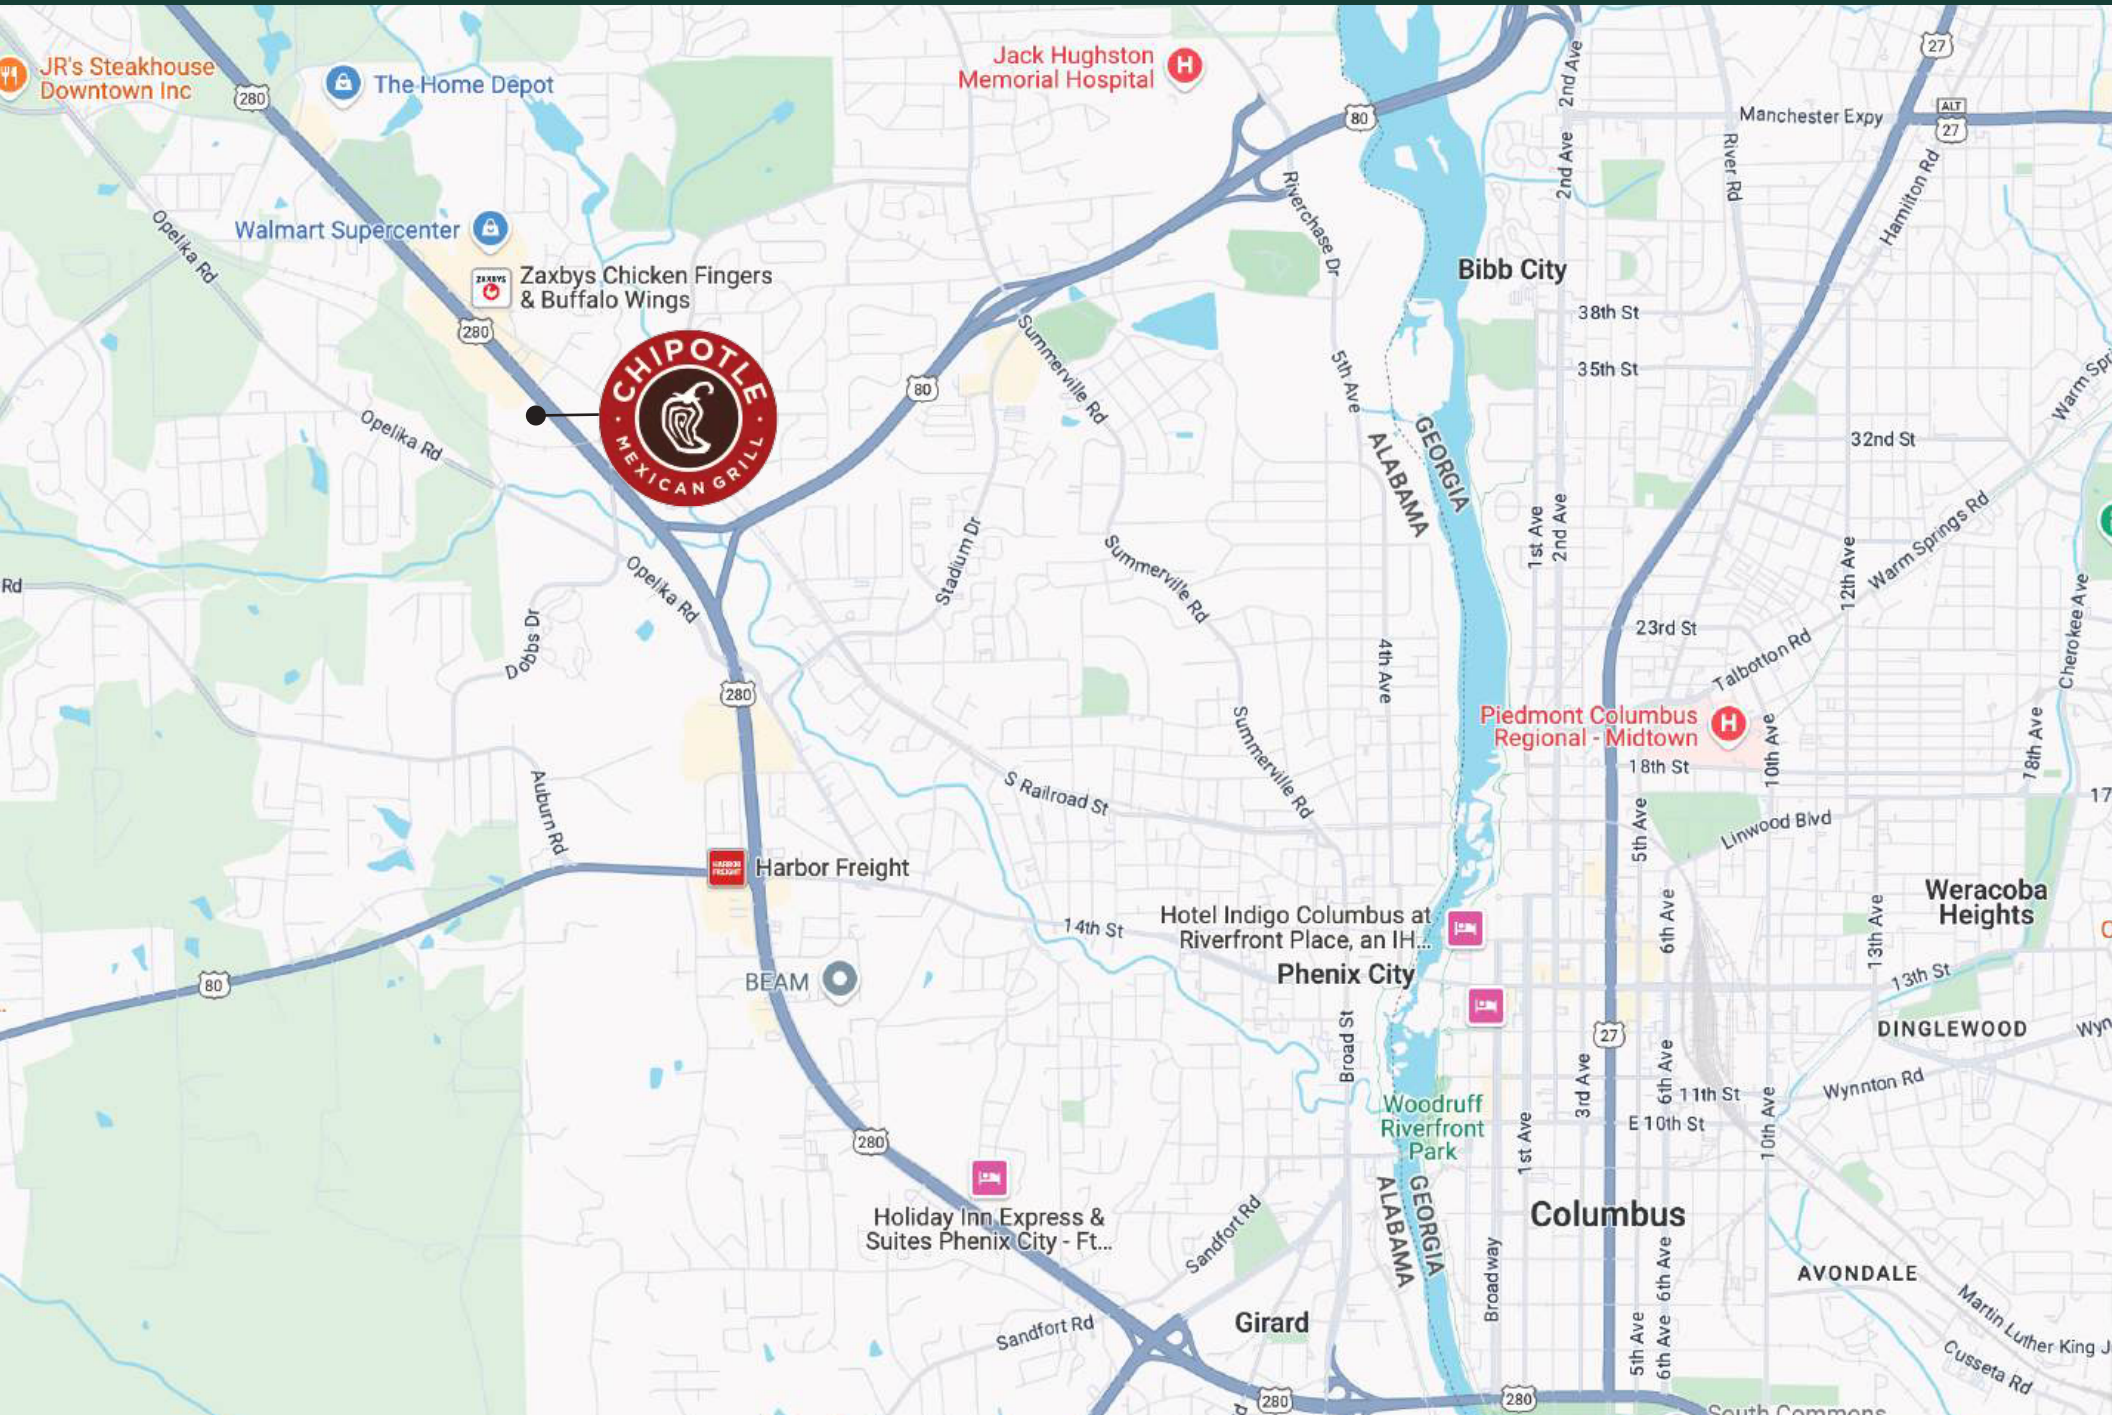 JR's Steakhouse
Downtown Inc
280
The Home Depot
Jack Hughston
Memorial Hospital
80
2nd Ave
27
Manchester Expy
ALT
27
2nd Ave
River Rd
Hamilton Rd
Opelika Rd
Walmart Supercenter
Riverchase Dr
ZAXBYS
Zaxbys Chicken Fingers
& Buffalo Wings
Bibb City
280
38th St
Summerville Rd
CHIPOTLE
MEXICAN GRILL
80
5th Ave
35th St
Opelika Rd
GEORGIA
ALABAMA
32nd St
1st Ave
2nd Ave
12th Ave
Warm Springs Rd
Stadium Dr
Summerville Rd
Rd
Opelika Rd
Dobbs Dr
23rd St
4th Ave
Talbotton Rd
Cherokee Ave
280
Summerville Rd
Piedmont Columbus
Regional - Midtown
10th Ave
18th Ave
18th St
Auburn Rd
S Railroad St
17
5th Ave
Linwood Blvd
HARBOR
FREIGHT
Harbor Freight
14th St
Hotel Indigo Columbus at
Riverfront Place, an IH...
6th Ave
13th Ave
Weracoba
Heights
Phenix City
13th St
80
BEAM
Broad St
27
DINGLEWOOD
Wyn
3rd Ave
6th Ave
11th St
Wynnton Rd
Woodruff
Riverfront
Park
1st Ave
E 10th St
10th Ave
280
Holiday Inn Express &
Suites Phenix City - Ft...
Sandfort Rd
ALABAMA
GEORGIA
Columbus
Broadway
6th Ave
AVONDALE
Sandfort Rd
Girard
5th Ave
6th Ave
Martin Luther King J
Cusseta Rd
280
280
South Commons